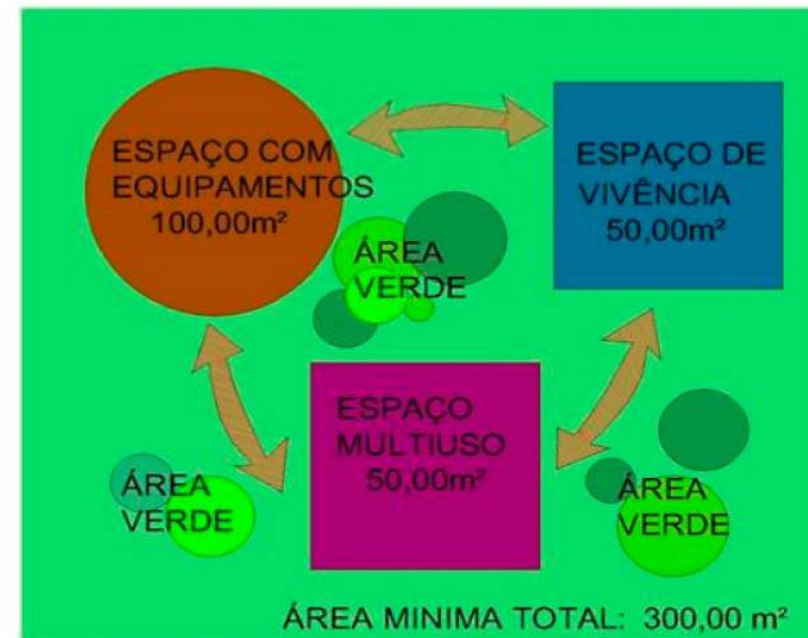 ESPAÇO COM
EQUIPAMENTOS
100,00m²
ESPAÇO DE
VIVÊNCIA
50,00m²
ÁREA
VERDE
ESPAÇO
MULTIUSO
50,00m²
ÁREA
VERDE
ÁREA
VERDE
ÁREA MINIMA TOTAL: 300,00 m²